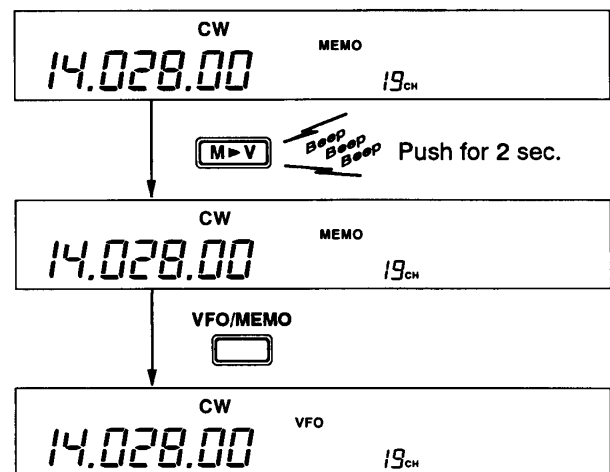 CW
MEMO
14.028.00 19CH
M►V Beep Beep Beep Push for 2 sec.
CW
MEMO
14.028.00 19CH
VFO/MEMO
CW
VFO
14.028.00 19CH